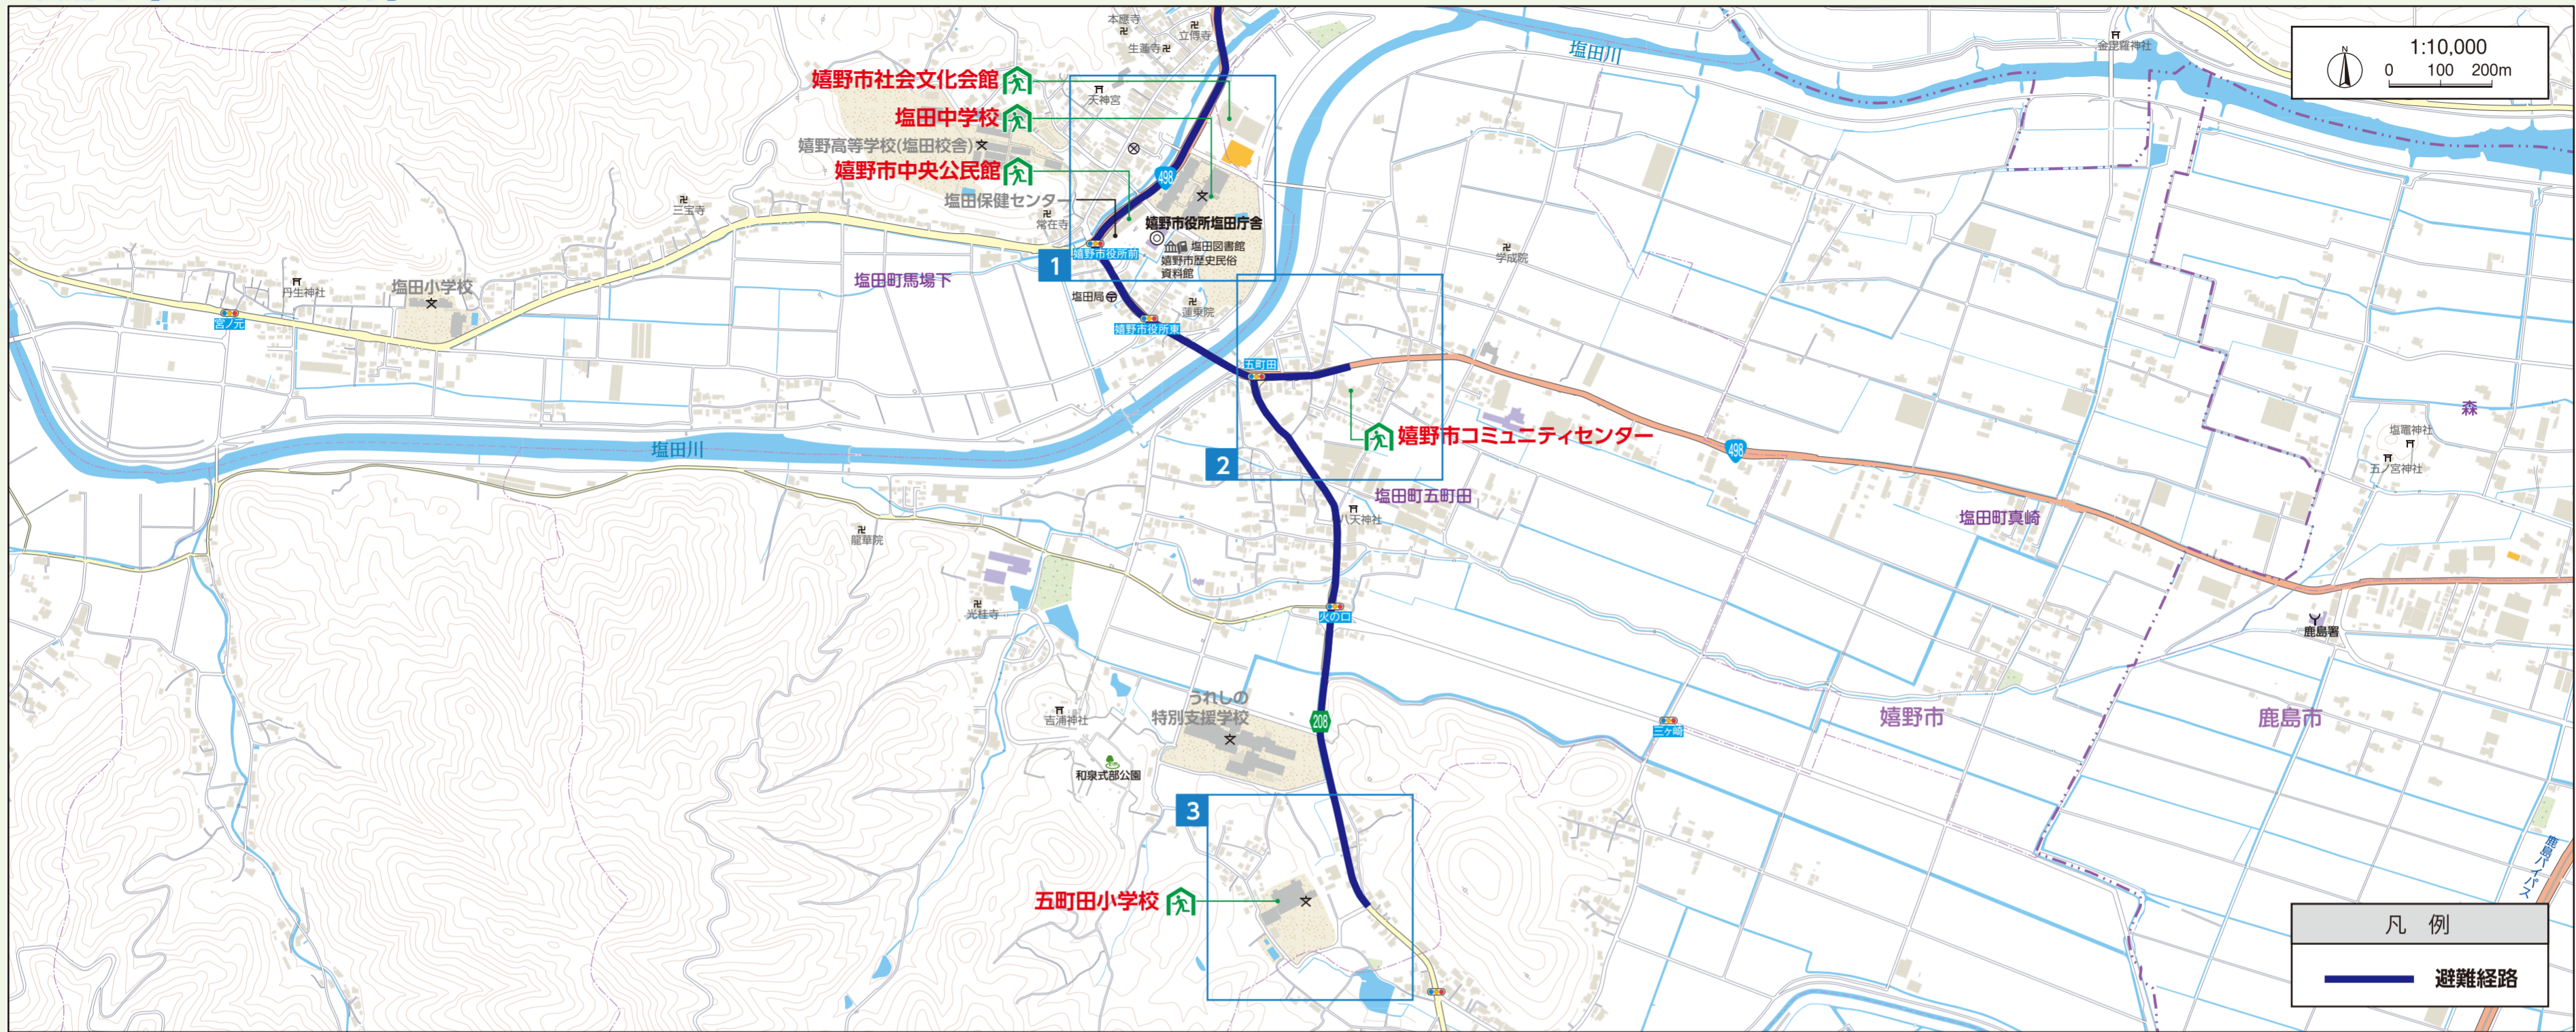 本應寺
立傳寺
生蓮寺
塩田川
金毘羅神社
N
1:10,000
0 100 200m
嬉野市社会文化会館
天神宮
塩田中学校
嬉野高等学校(塩田校舎)
嬉野市中央公民館
498
塩田保健センター
三宝寺
常在寺
嬉野市役所塩田庁舎
嬉野市役所前
塩田図書館
嬉野市歴史民俗
資料館
学成院
1
塩田町馬場下
丹生神社
塩田小学校
塩田局
蓮乗院
宮ノ元
嬉野市役所東
五町田
森
塩竈神社
五ノ宮神社
嬉野市コミュニティセンター
498
塩田川
2
塩田町五町田
八天神社
塩田町真崎
龍華院
光桂寺
火の口
鹿島署
うれしの
特別支援学校
吉浦神社
208
三ヶ崎
嬉野市
鹿島市
和泉式部公園
3
鹿島バイパス
五町田小学校
凡 例
避難経路